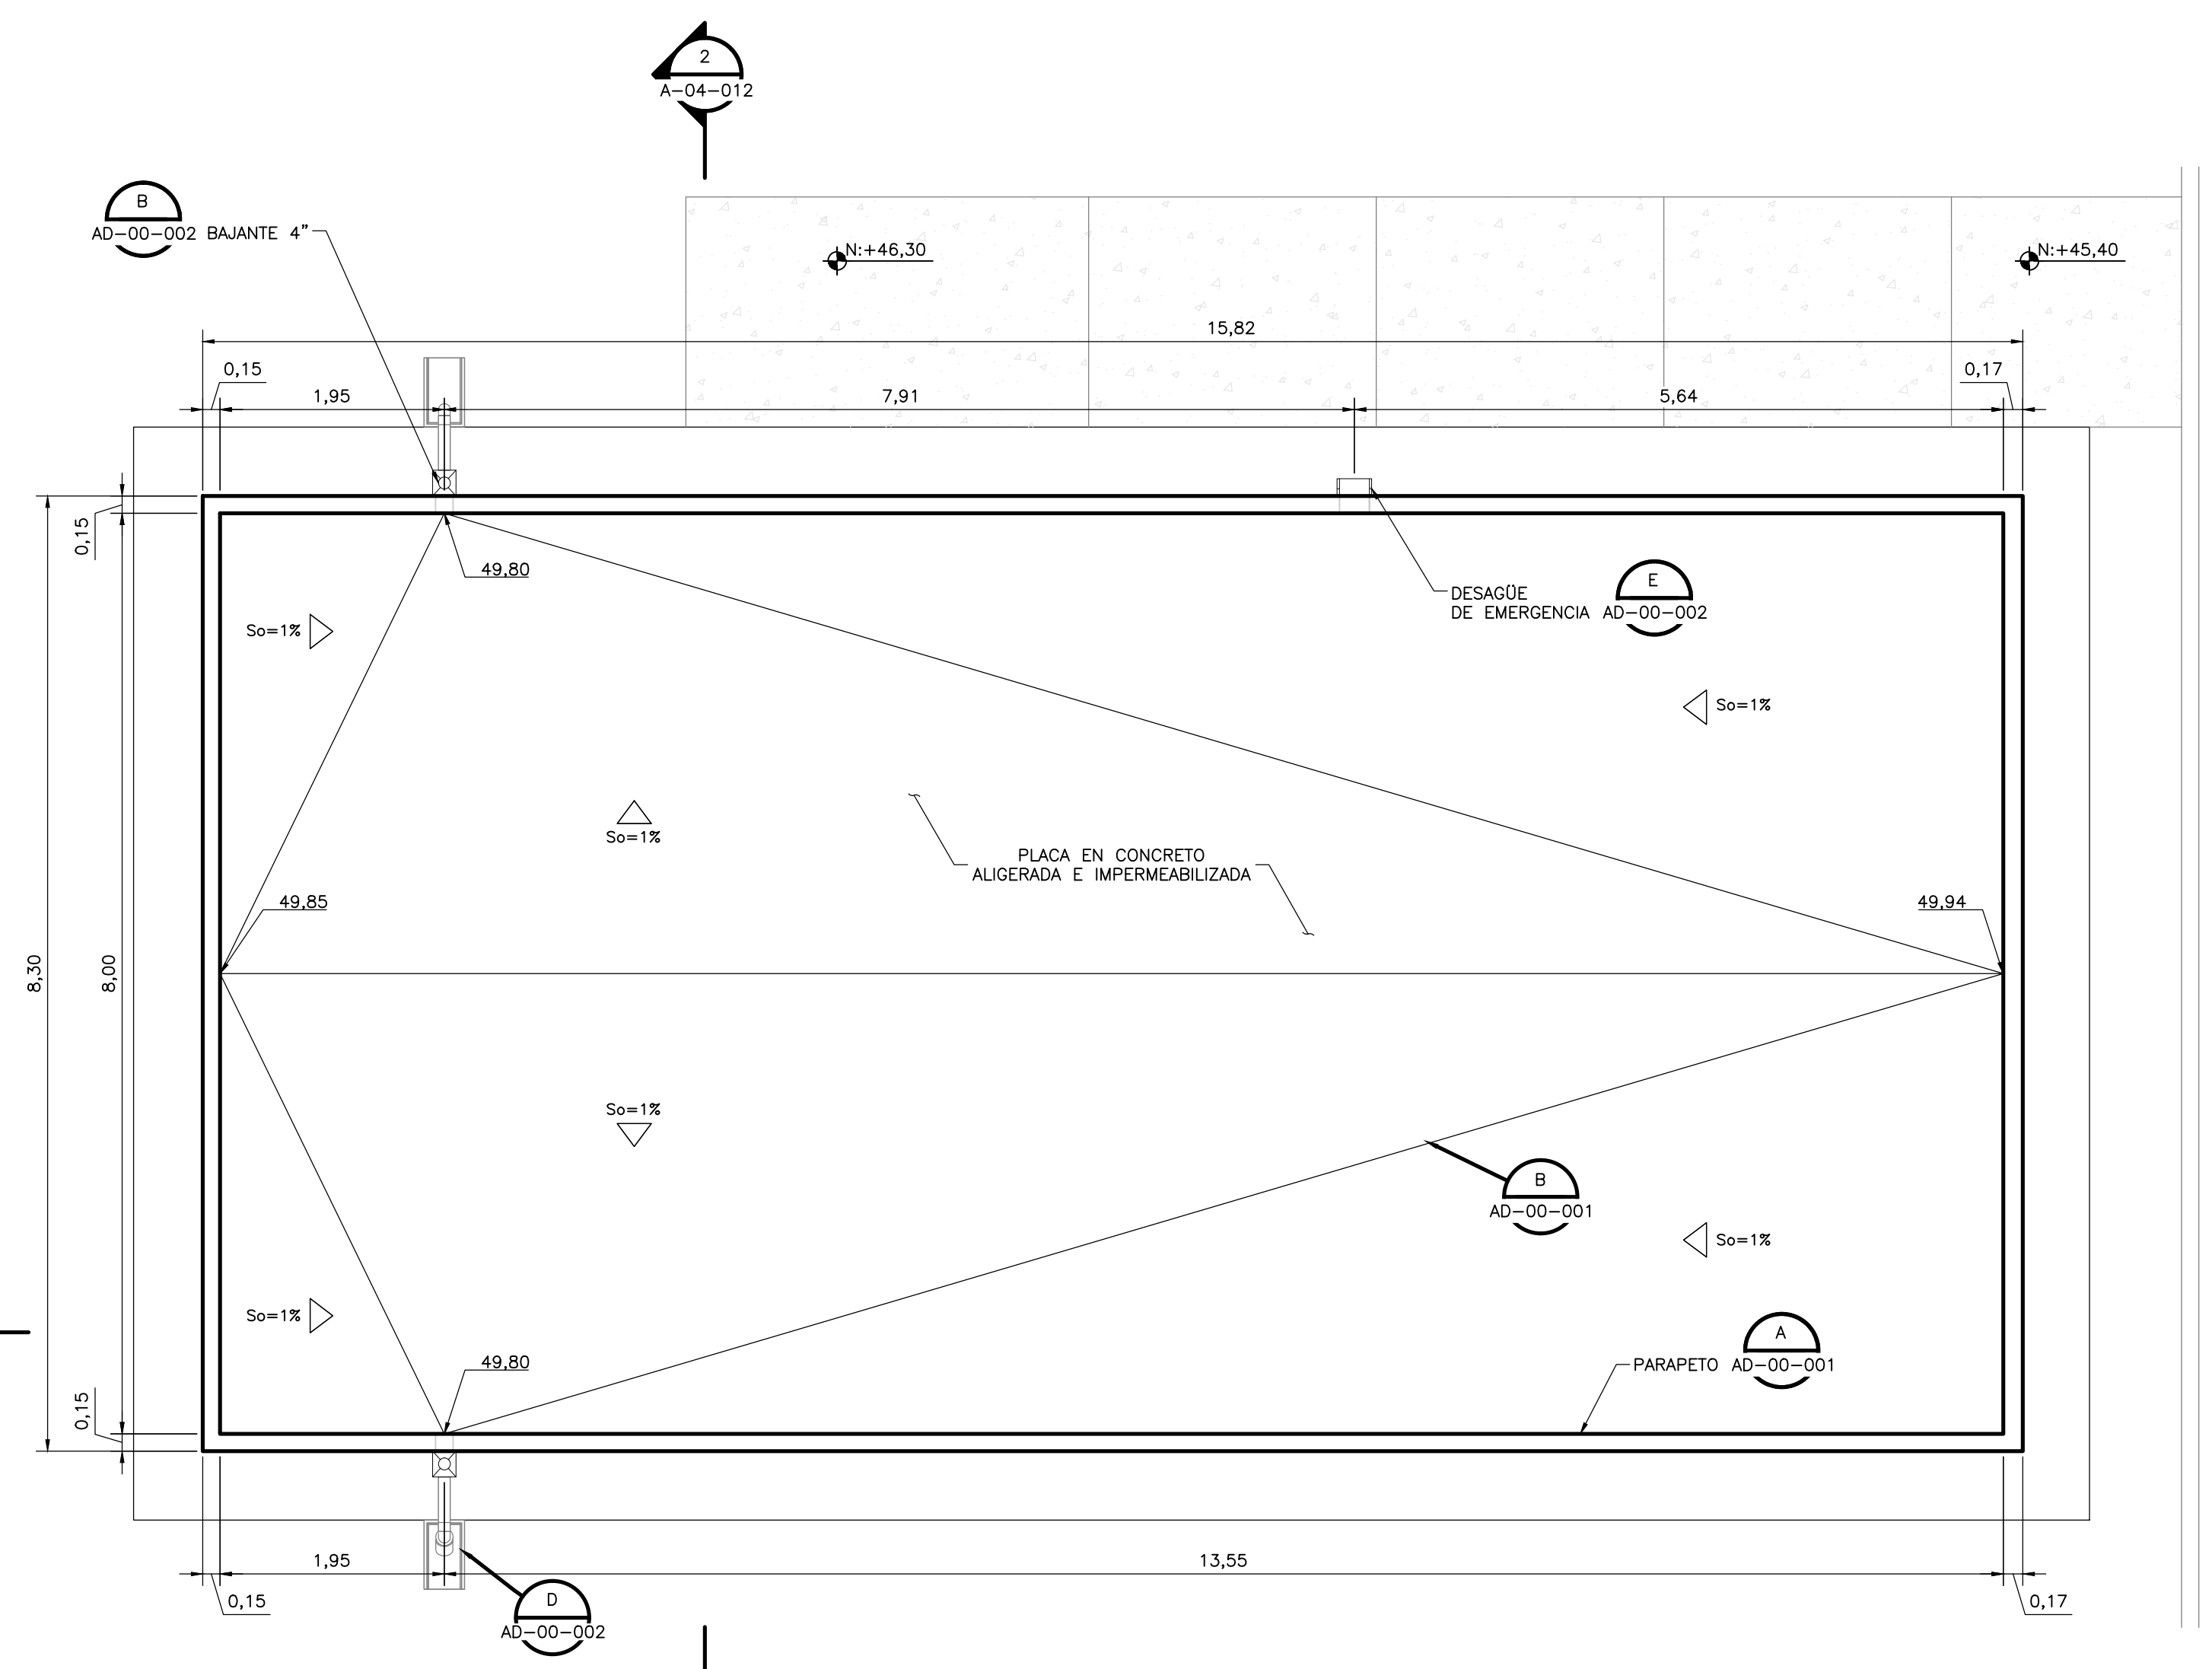 2
A-04-012
B
AD-00-002 BAJANTE 4"
N:+46,30
N:+45,40
15,82
0,15
1,95
7,91
5,64
0,17
0,15
49,80
DESAGÜE
DE EMERGENCIA
E
AD-00-002
So=1%
So=1%
So=1%
PLACA EN CONCRETO
ALIGERADA E IMPERMEABILIZADA
49,85
49,94
8,30
8,00
So=1%
B
AD-00-001
So=1%
So=1%
A
PARAPETO AD-00-001
49,80
0,15
1,95
13,55
0,15
0,17
D
AD-00-002